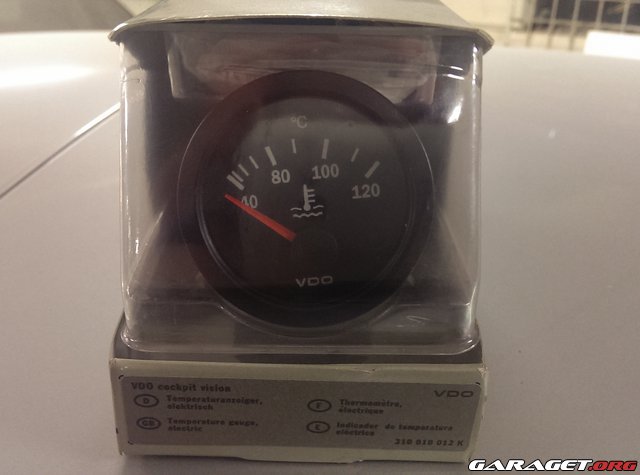 °C
40 80 100 120
VDO
VDO cockpit vision
VDO
D Temperaturanzeiger,
elektrisch
F Thermomètre,
électrique
GB Temperature gauge,
electric
E Indicador de temperatura
eléctrico
310 010 012 K
GARAGET.ORG